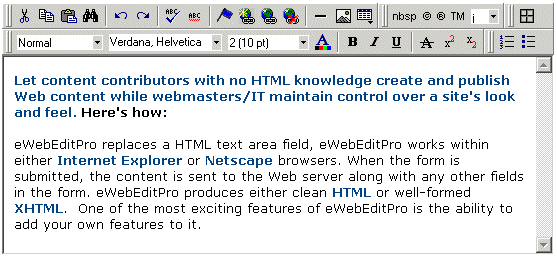 ABC ABC nbsp © ® TM i
Normal Verdana, Helvetica 2 (10 pt) A B I U A x² x₂
Let content contributors with no HTML knowledge create and publish
Web content while webmasters/IT maintain control over a site's look
and feel. Here's how:
eWebEditPro replaces a HTML text area field, eWebEditPro works within
either Internet Explorer or Netscape browsers. When the form is
submitted, the content is sent to the Web server along with any other fields
in the form. eWebEditPro produces either clean HTML or well-formed
XHTML. One of the most exciting features of eWebEditPro is the ability to
add your own features to it.